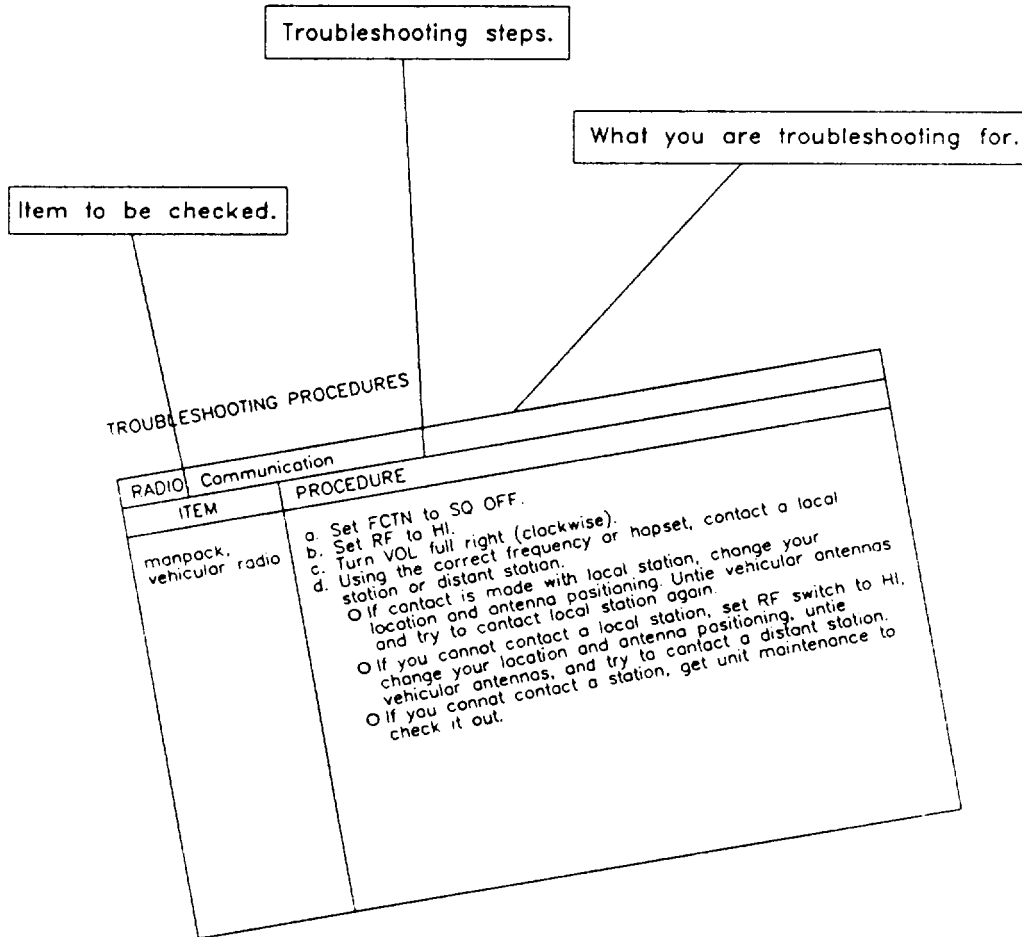 Troubleshooting steps.
What you are troubleshooting for.
Item to be checked.
TROUBLESHOOTING PROCEDURES
RADIO Communication
ITEM
PROCEDURE
manpack,
vehicular radio
a. Set FCTN to SQ OFF.
b. Set RF to HI.
c. Turn VOL full right (clockwise).
d. Using the correct frequency or hopset, contact a local
station or distant station.
O If contact is made with local station, change your
location and antenna positioning. Untie vehicular antennas
and try to contact local station again.
O If you cannot contact a local station, set RF switch to HI,
change your location and antenna positioning, untie
vehicular antennas, and try to contact a distant station.
O If you cannat contact a station, get unit maintenance to
check it out.